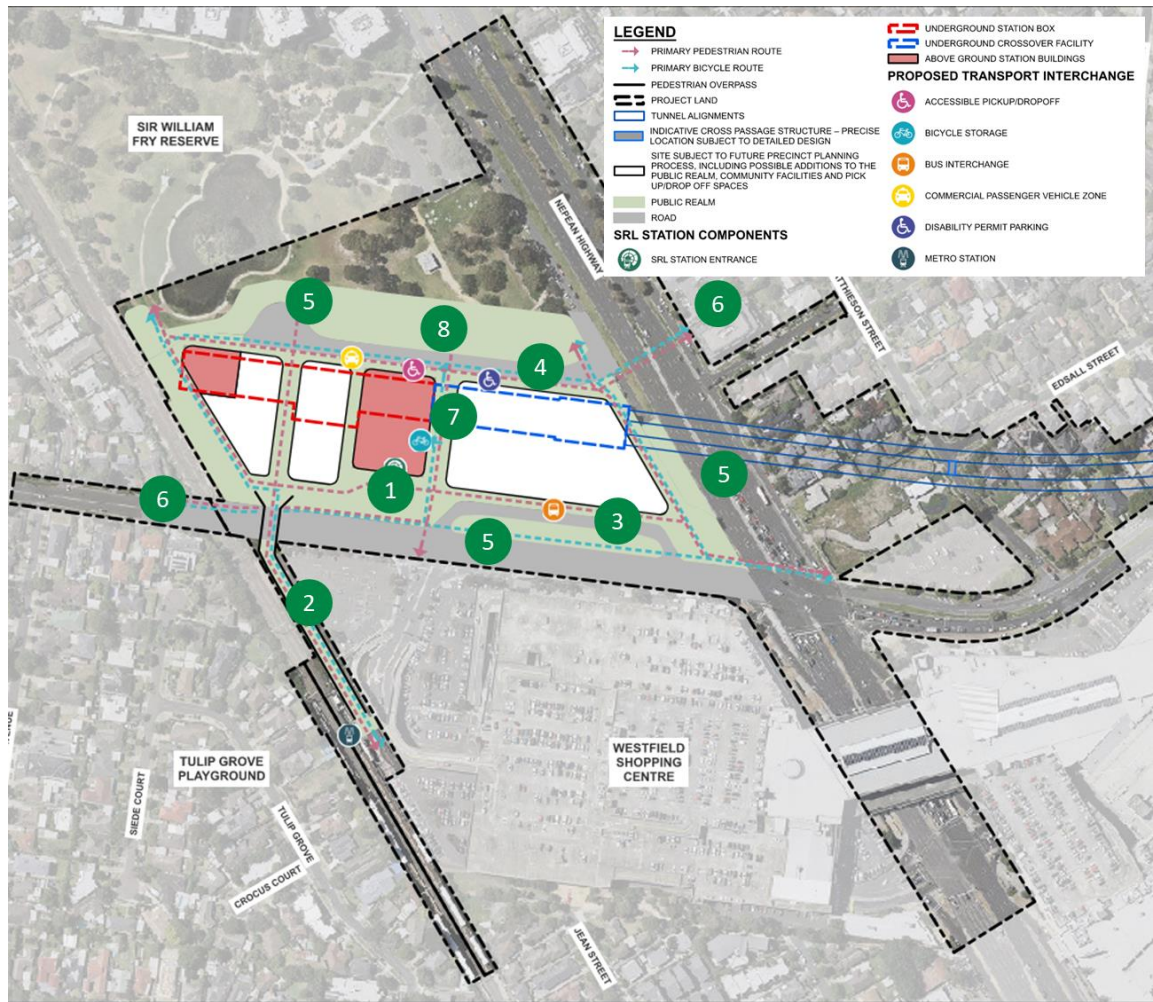 LEGEND
PRIMARY PEDESTRIAN ROUTE
PRIMARY BICYCLE ROUTE
PEDESTRIAN OVERPASS
PROJECT LAND
TUNNEL ALIGNMENTS
INDICATIVE CROSS PASSAGE STRUCTURE – PRECISE
LOCATION SUBJECT TO DETAILED DESIGN
SITE SUBJECT TO FUTURE PRECINCT PLANNING
PROCESS, INCLUDING POSSIBLE ADDITIONS TO THE
PUBLIC REALM, COMMUNITY FACILITIES AND PICK
UP/DROP OFF SPACES
PUBLIC REALM
ROAD
SRL STATION COMPONENTS
SRL STATION ENTRANCE
UNDERGROUND STATION BOX
UNDERGROUND CROSSOVER FACILITY
ABOVE GROUND STATION BUILDINGS
PROPOSED TRANSPORT INTERCHANGE
ACCESSIBLE PICKUP/DROPOFF
BICYCLE STORAGE
BUS INTERCHANGE
COMMERCIAL PASSENGER VEHICLE ZONE
DISABILITY PERMIT PARKING
METRO STATION
SIR WILLIAM
FRY RESERVE
NEPEAN HIGHWAY
EDSALL STREET
5
6
8
4
7
5
1
6
3
5
2
TULIP GROVE
PLAYGROUND
WESTFIELD
SHOPPING
CENTRE
SIEDE COURT
TULIP GROVE
CROCUS COURT
JEAN STREET